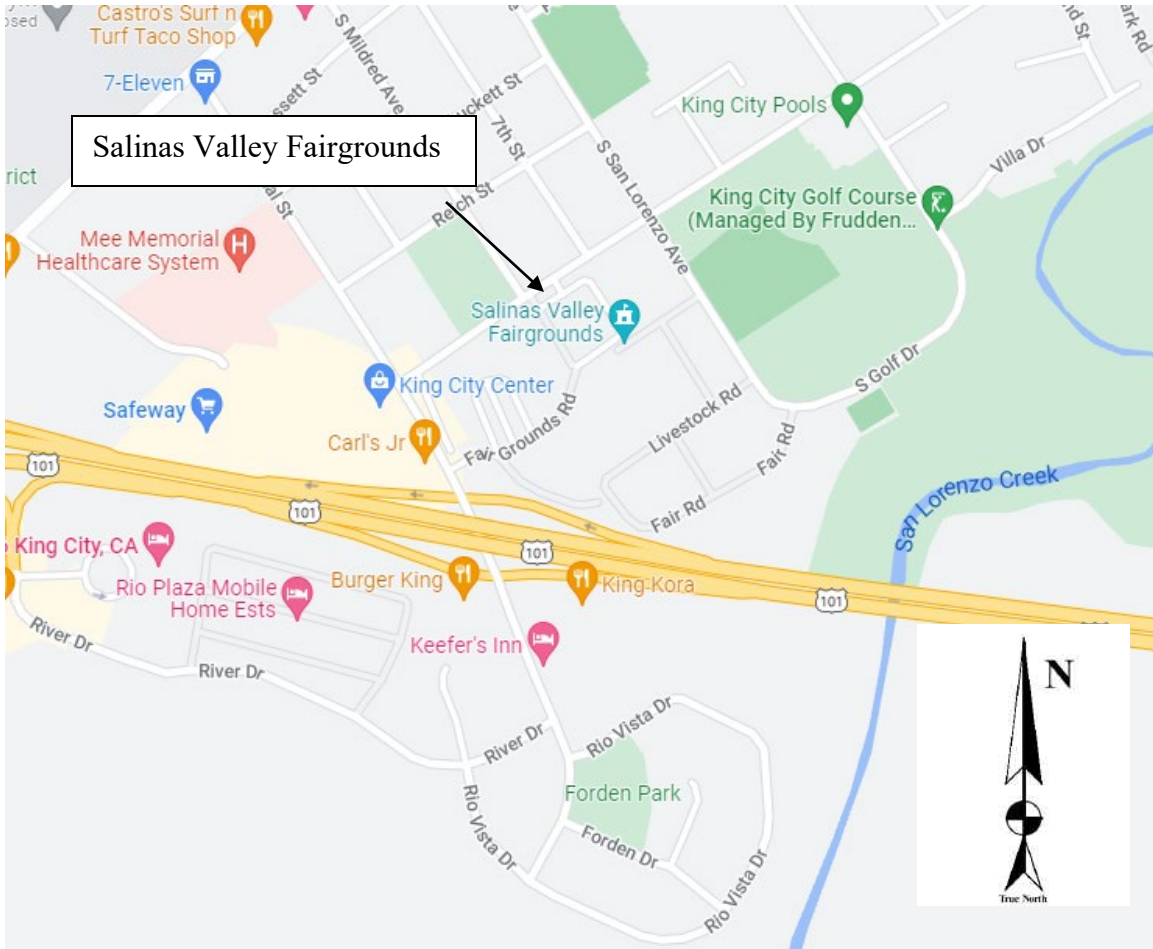 Castro's Surf n
Turf Taco Shop
7-Eleven
S Mildred Ave
7th St
King City Pools
Salinas Valley Fairgrounds
S San Lorenzo Ave
Villa Dr
King City Golf Course
(Managed By Frudden...
Reich St
Mee Memorial
Healthcare System
Salinas Valley
Fairgrounds
King City Center
S Golf Dr
Safeway
Carl's Jr
Fair Grounds Rd
Livestock Rd
Fair Rd
Fair Rd
San Lorenzo Creek
101
101
101
101
King City, CA
Rio Plaza Mobile
Home Ests
Burger King
King-Kora
Keefer's Inn
River Dr
River Dr
River Dr
Rio Vista Dr
Forden Park
Rio Vista Dr
Forden Dr
Rio Vista Dr
N
True North